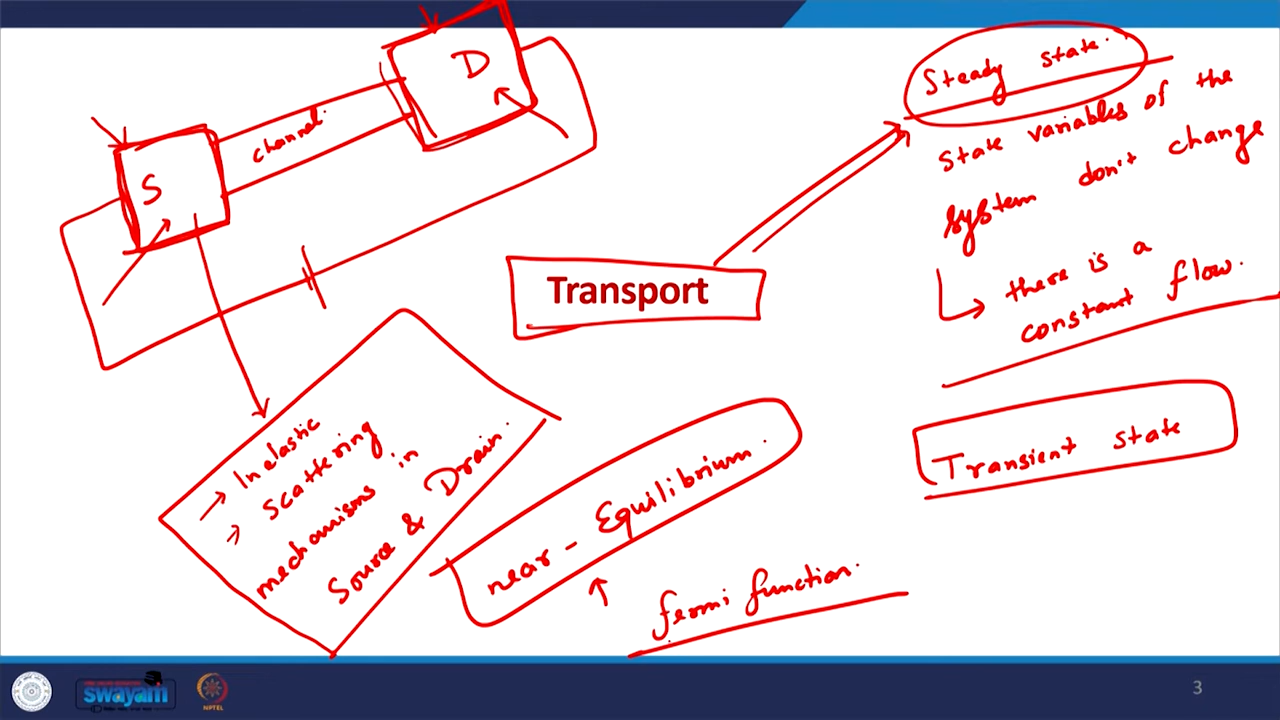 S
channel.
D
Transport
Steady state.
State variables of the
system don't change
there is a
constant flow.
Transient state
Inelastic
Scattering
mechanisms in
Source & Drain.
near - Equilibrium.
fermi function.
swayam
NPTEL
3